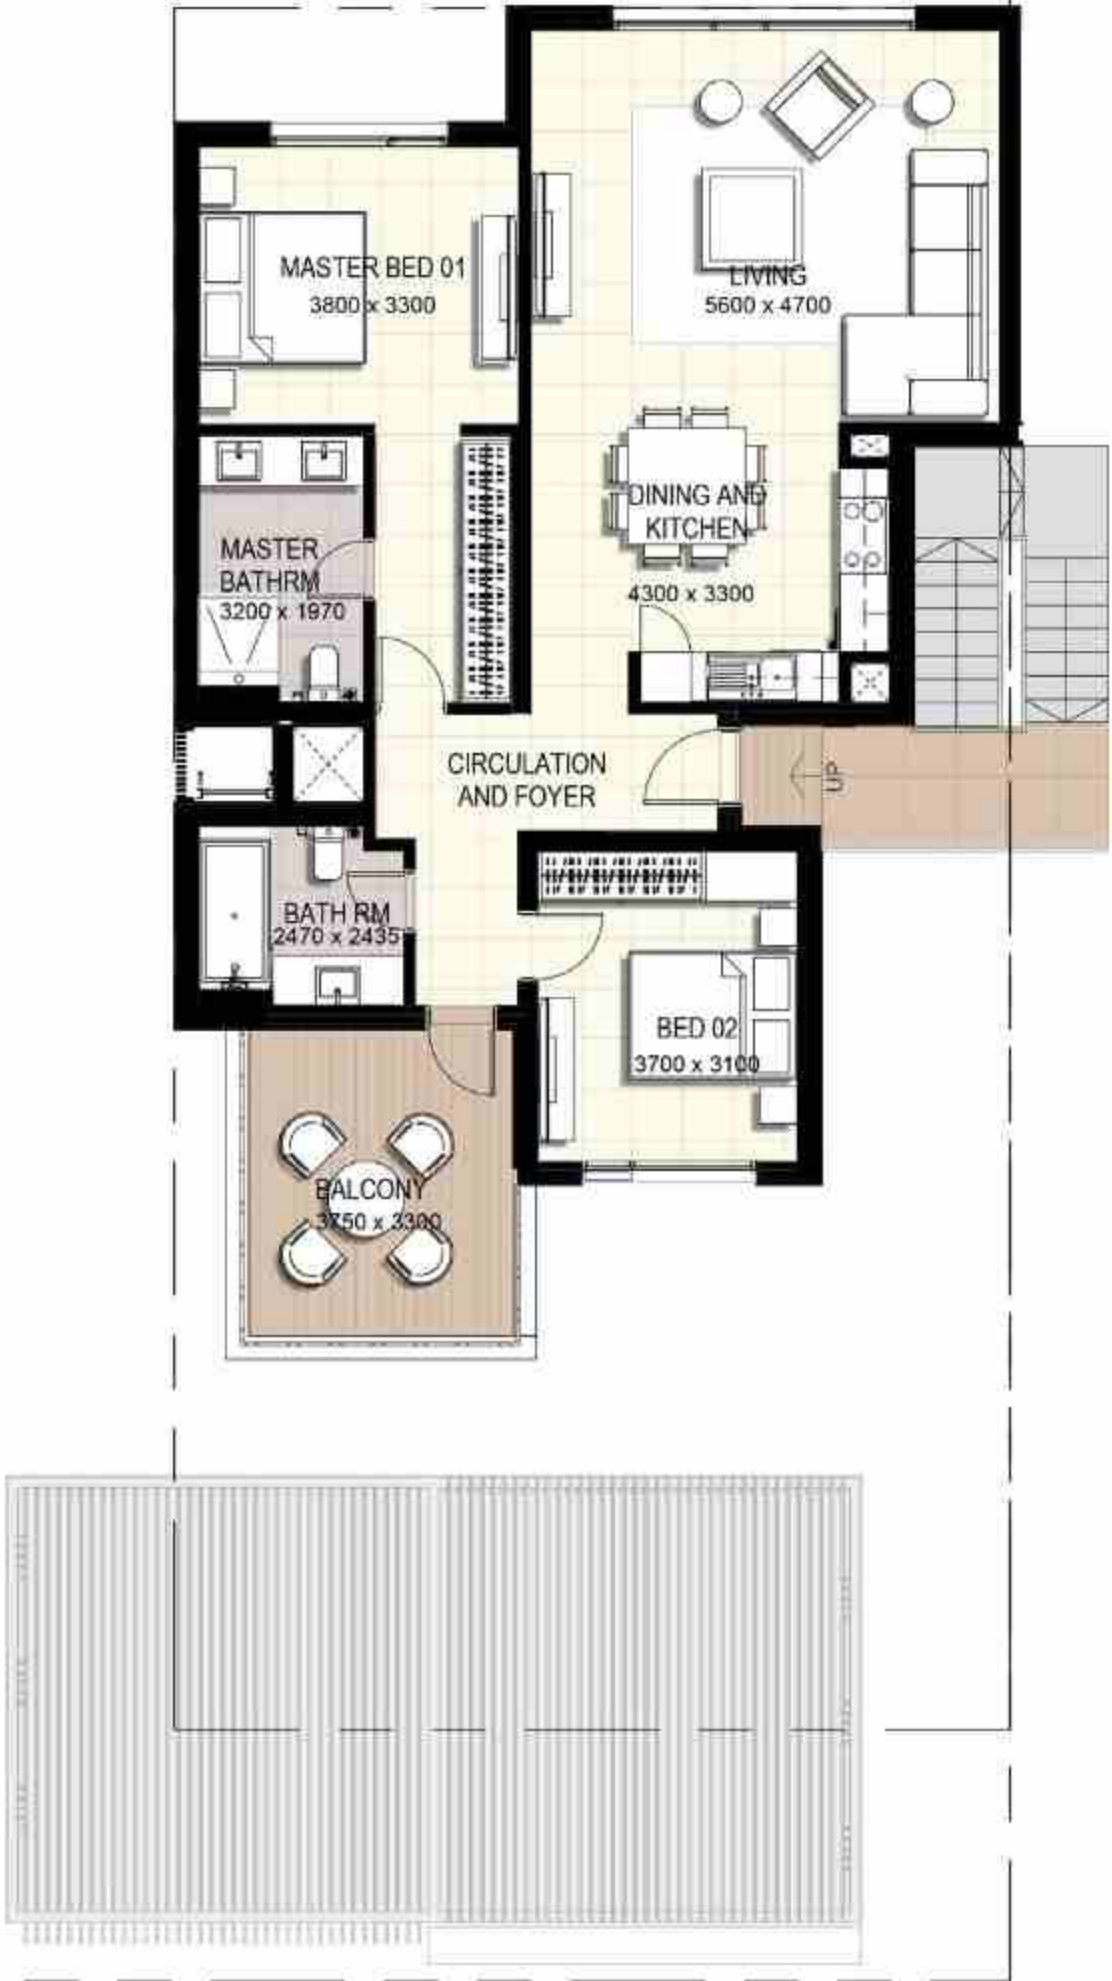 MASTER BED 01
3800 x 3300
LIVING
5600 x 4700
DINING AND
KITCHEN
4300 x 3300
MASTER
BATHRM
3200 x 1970
CIRCULATION
AND FOYER
UP
BATH RM
2470 x 2435
BED 02
3700 x 3100
BALCONY
3750 x 3300